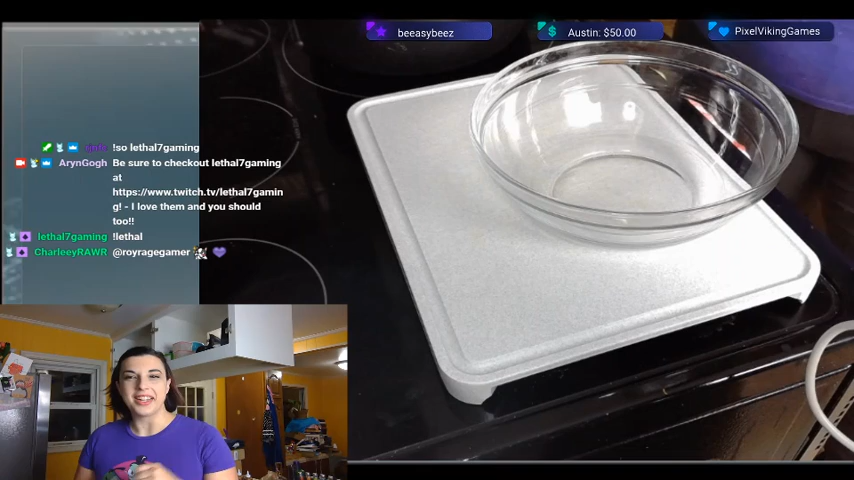 beeasybeez
Austin: $50.00
PixelVikingGames
!so lethal7gaming
ArynGogh Be sure to checkout lethal7gaming
at
https://www.twitch.tv/lethal7gamin
g! - I love them and you should
too!!
lethal7gaming !lethal
CharleeyRAWR @royragegamer